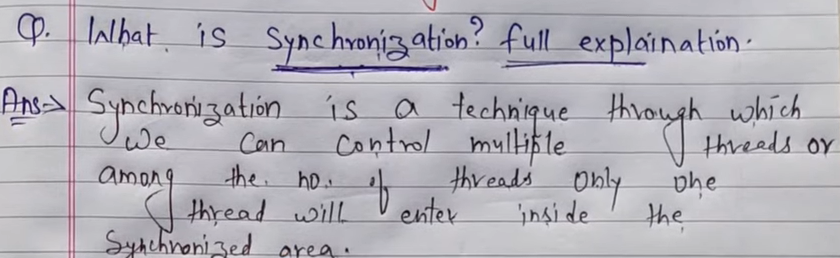 Q. What is Synchronization? full explaination.
Ans→ Synchronization is a technique through which
we can control multiple threads or
among the no. of threads only one
thread will enter inside the
Synchronized area.